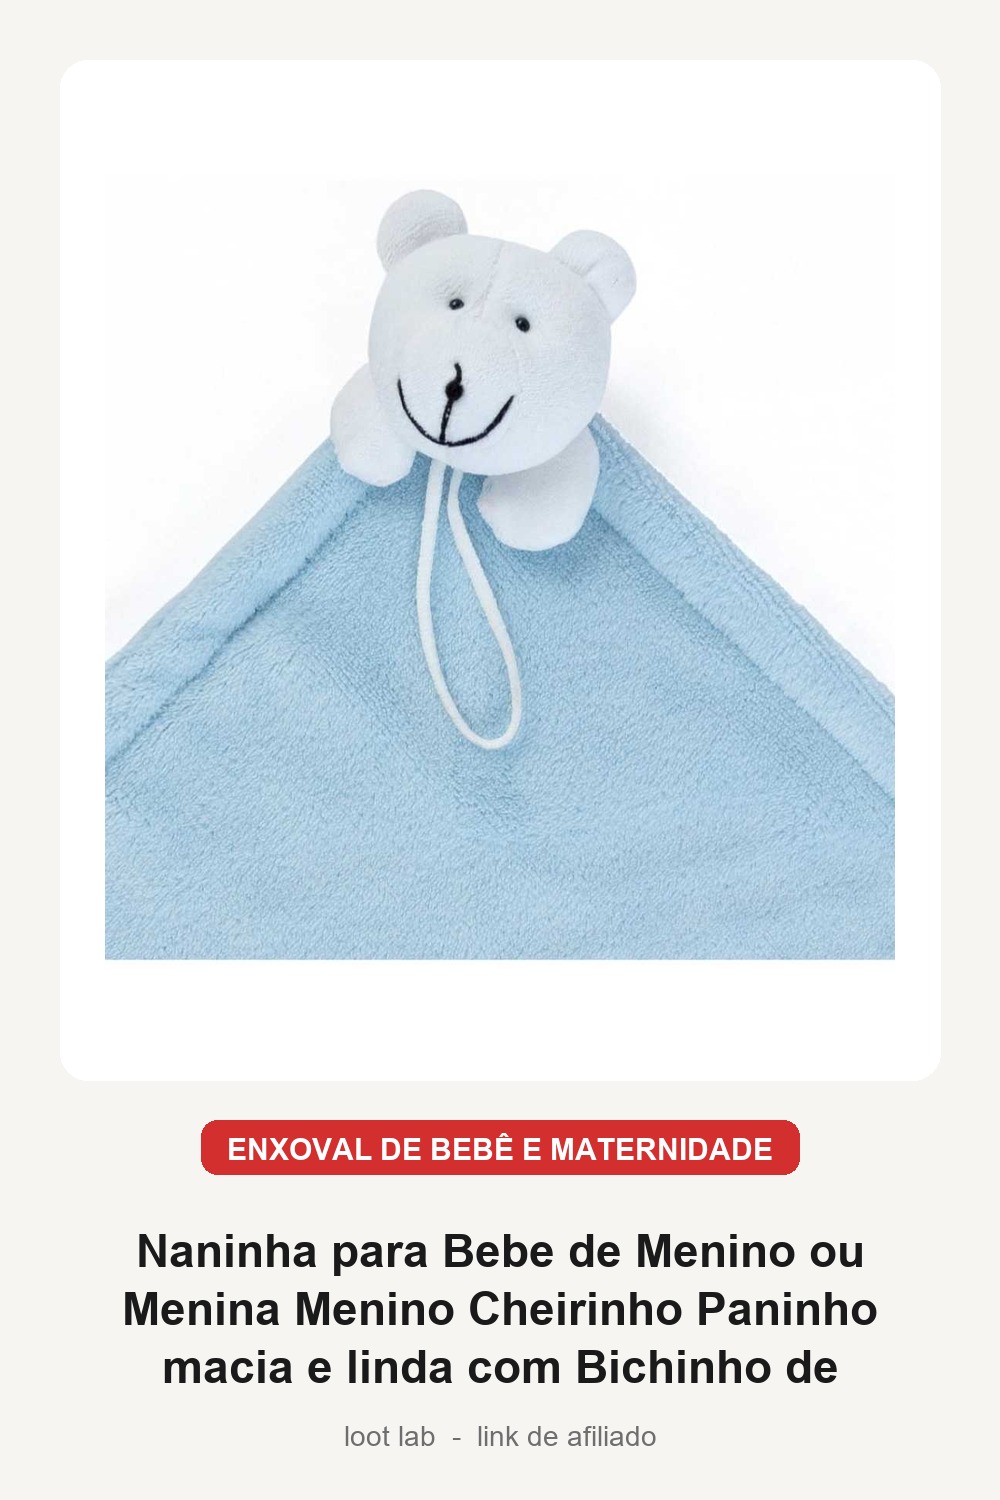 ENXOVAL DE BEBÊ E MATERNIDADE
Naninha para Bebe de Menino ou
Menina Menino Cheirinho Paninho
macia e linda com Bichinho de
loot lab - link de afiliado